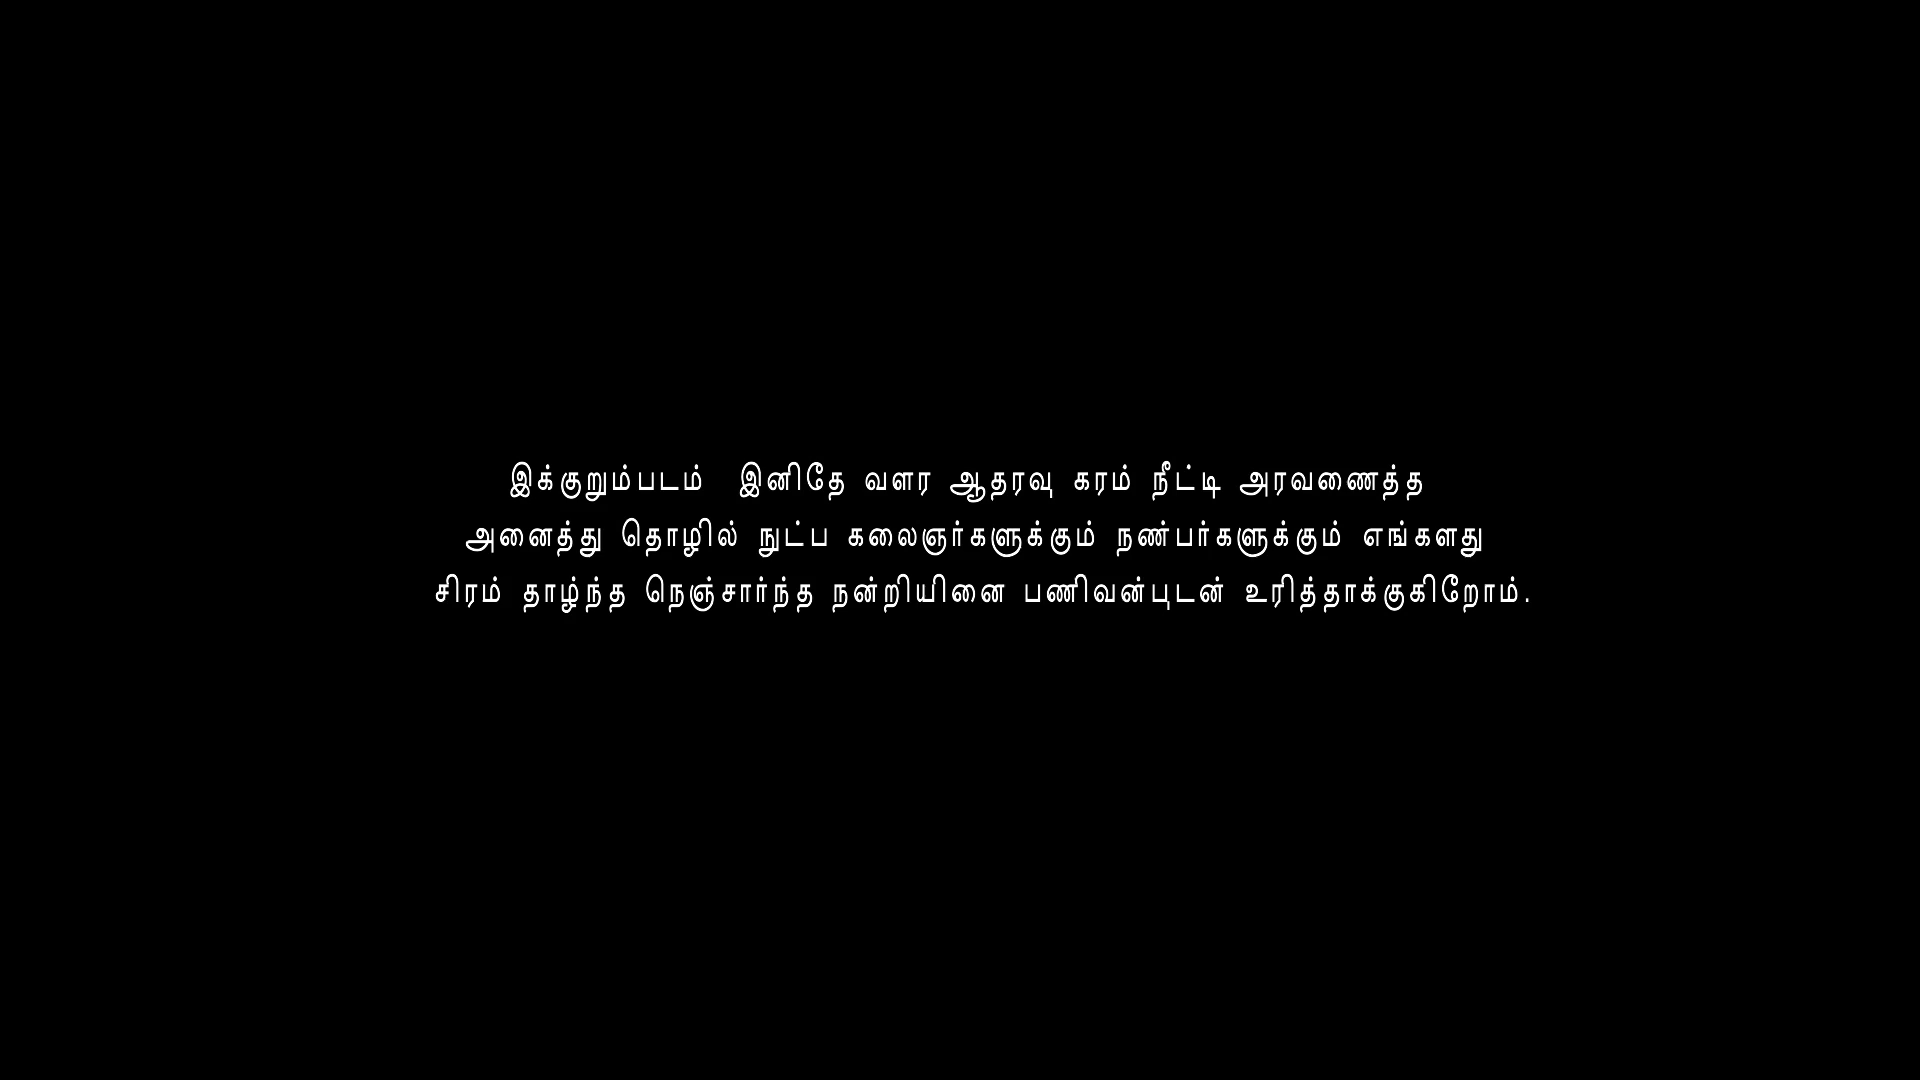 இக்குறும்படம்  இனிதே வளர ஆதரவு கரம் நீட்டி அரவணைத்த
அனைத்து தொழில் நுட்ப கலைஞர்களுக்கும் நண்பர்களுக்கும் எங்களது
சிரம் தாழ்ந்த நெஞ்சார்ந்த நன்றியினை பணிவன்புடன் உரித்தாக்குகிறோம்.